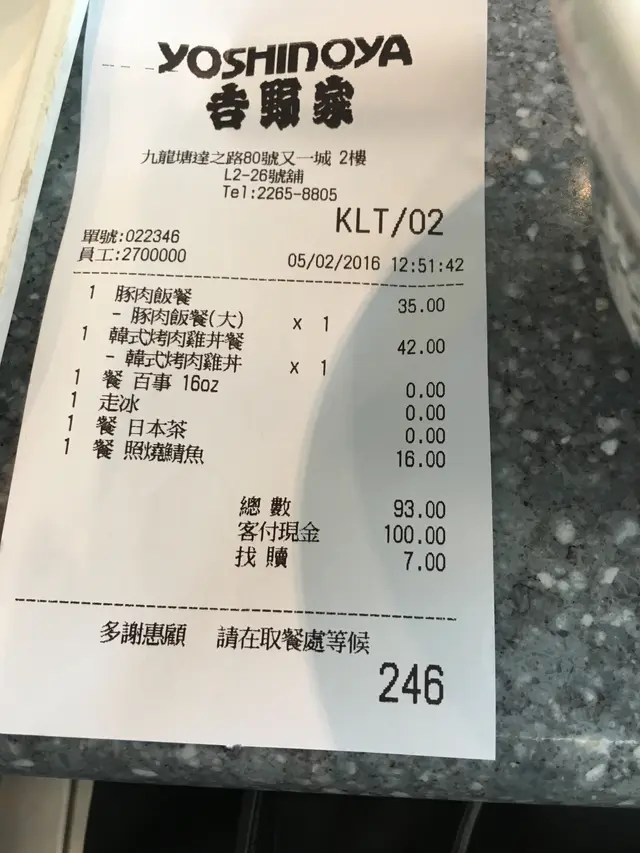 YOSHINOYA
吉野家
九龍塘達之路80號又一城 2樓
L2-26號舖
Tel:2265-8805
KLT/02
單號:022346
員工:2700000 05/02/2016 12:51:42
1 豚肉飯餐 35.00
- 豚肉飯餐(大) x 1
1 韓式烤肉雞丼餐 42.00
- 韓式烤肉雞丼 x 1
1 餐 百事 16oz 0.00
1 走冰 0.00
1 餐 日本茶 0.00
1 餐 照燒鯖魚 16.00
總 數 93.00
客付現金 100.00
找 贖 7.00
多謝惠顧 請在取餐處等候
246